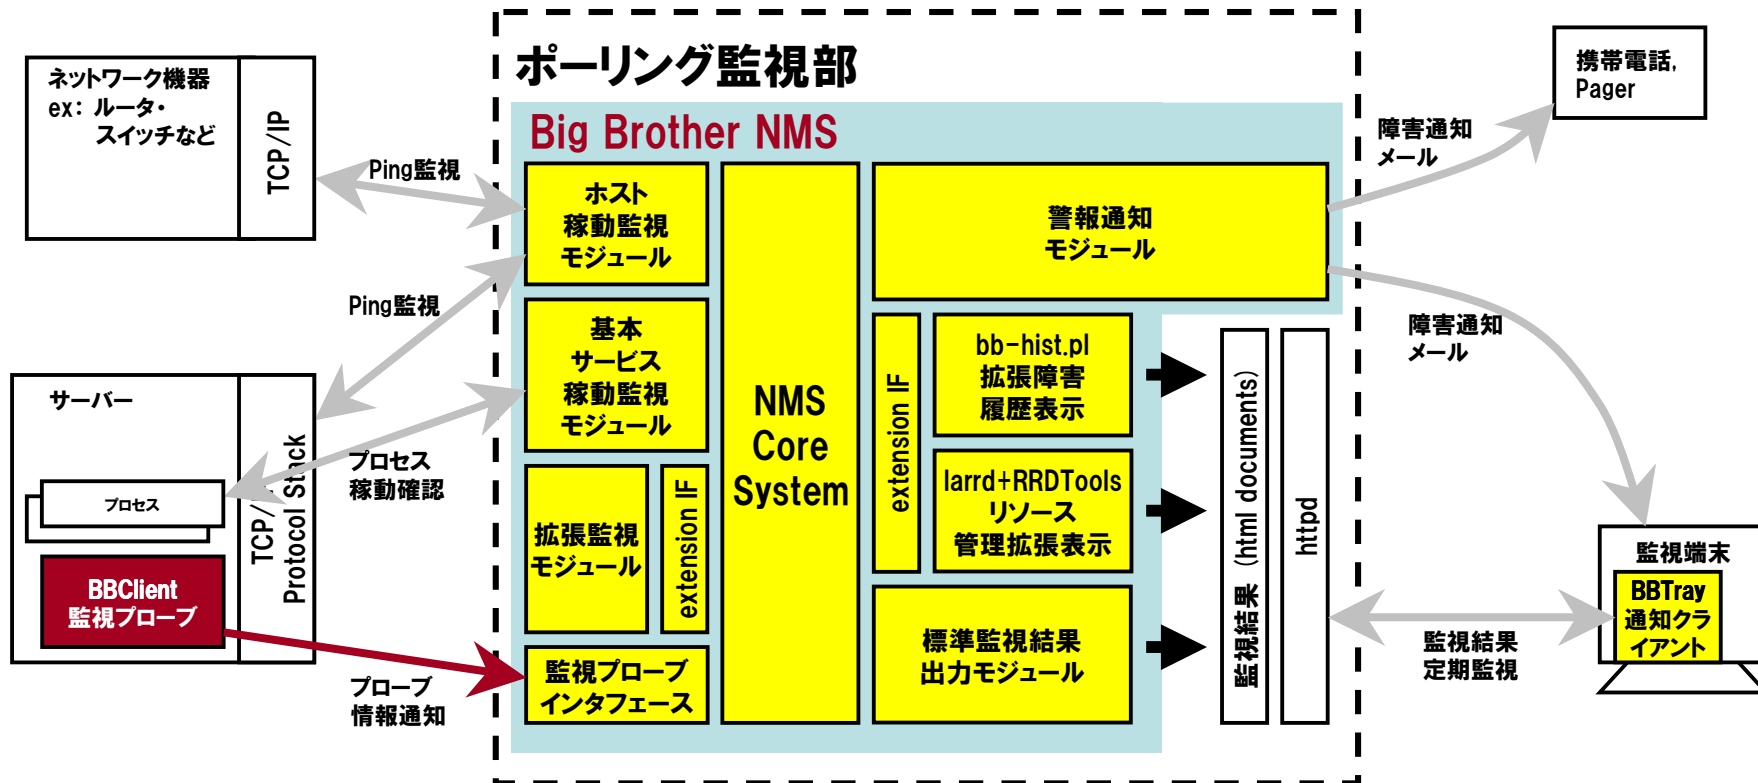 ポーリング監視部
Big Brother NMS
ネットワーク機器
ex: ルータ・
スイッチなど
TCP/IP
Ping監視
Ping監視
サーバー
プロセス
BBClient
監視プローブ
TCP/
Protocol Stack
プロセス
稼動確認
プローブ
情報通知
ホスト
稼動監視
モジュール
基本
サービス
稼動監視
モジュール
拡張監視
モジュール
extension IF
監視プローブ
インタフェース
NMS
Core
System
警報通知
モジュール
extension IF
bb-hist.pl
拡張障害
履歴表示
larrd+RRDTools
リソース
管理拡張表示
標準監視結果
出力モジュール
監視結果 (html documents)
httpd
障害通知
メール
携帯電話,
Pager
障害通知
メール
監視結果
定期監視
監視端末
BBTray
通知クラ
イアント